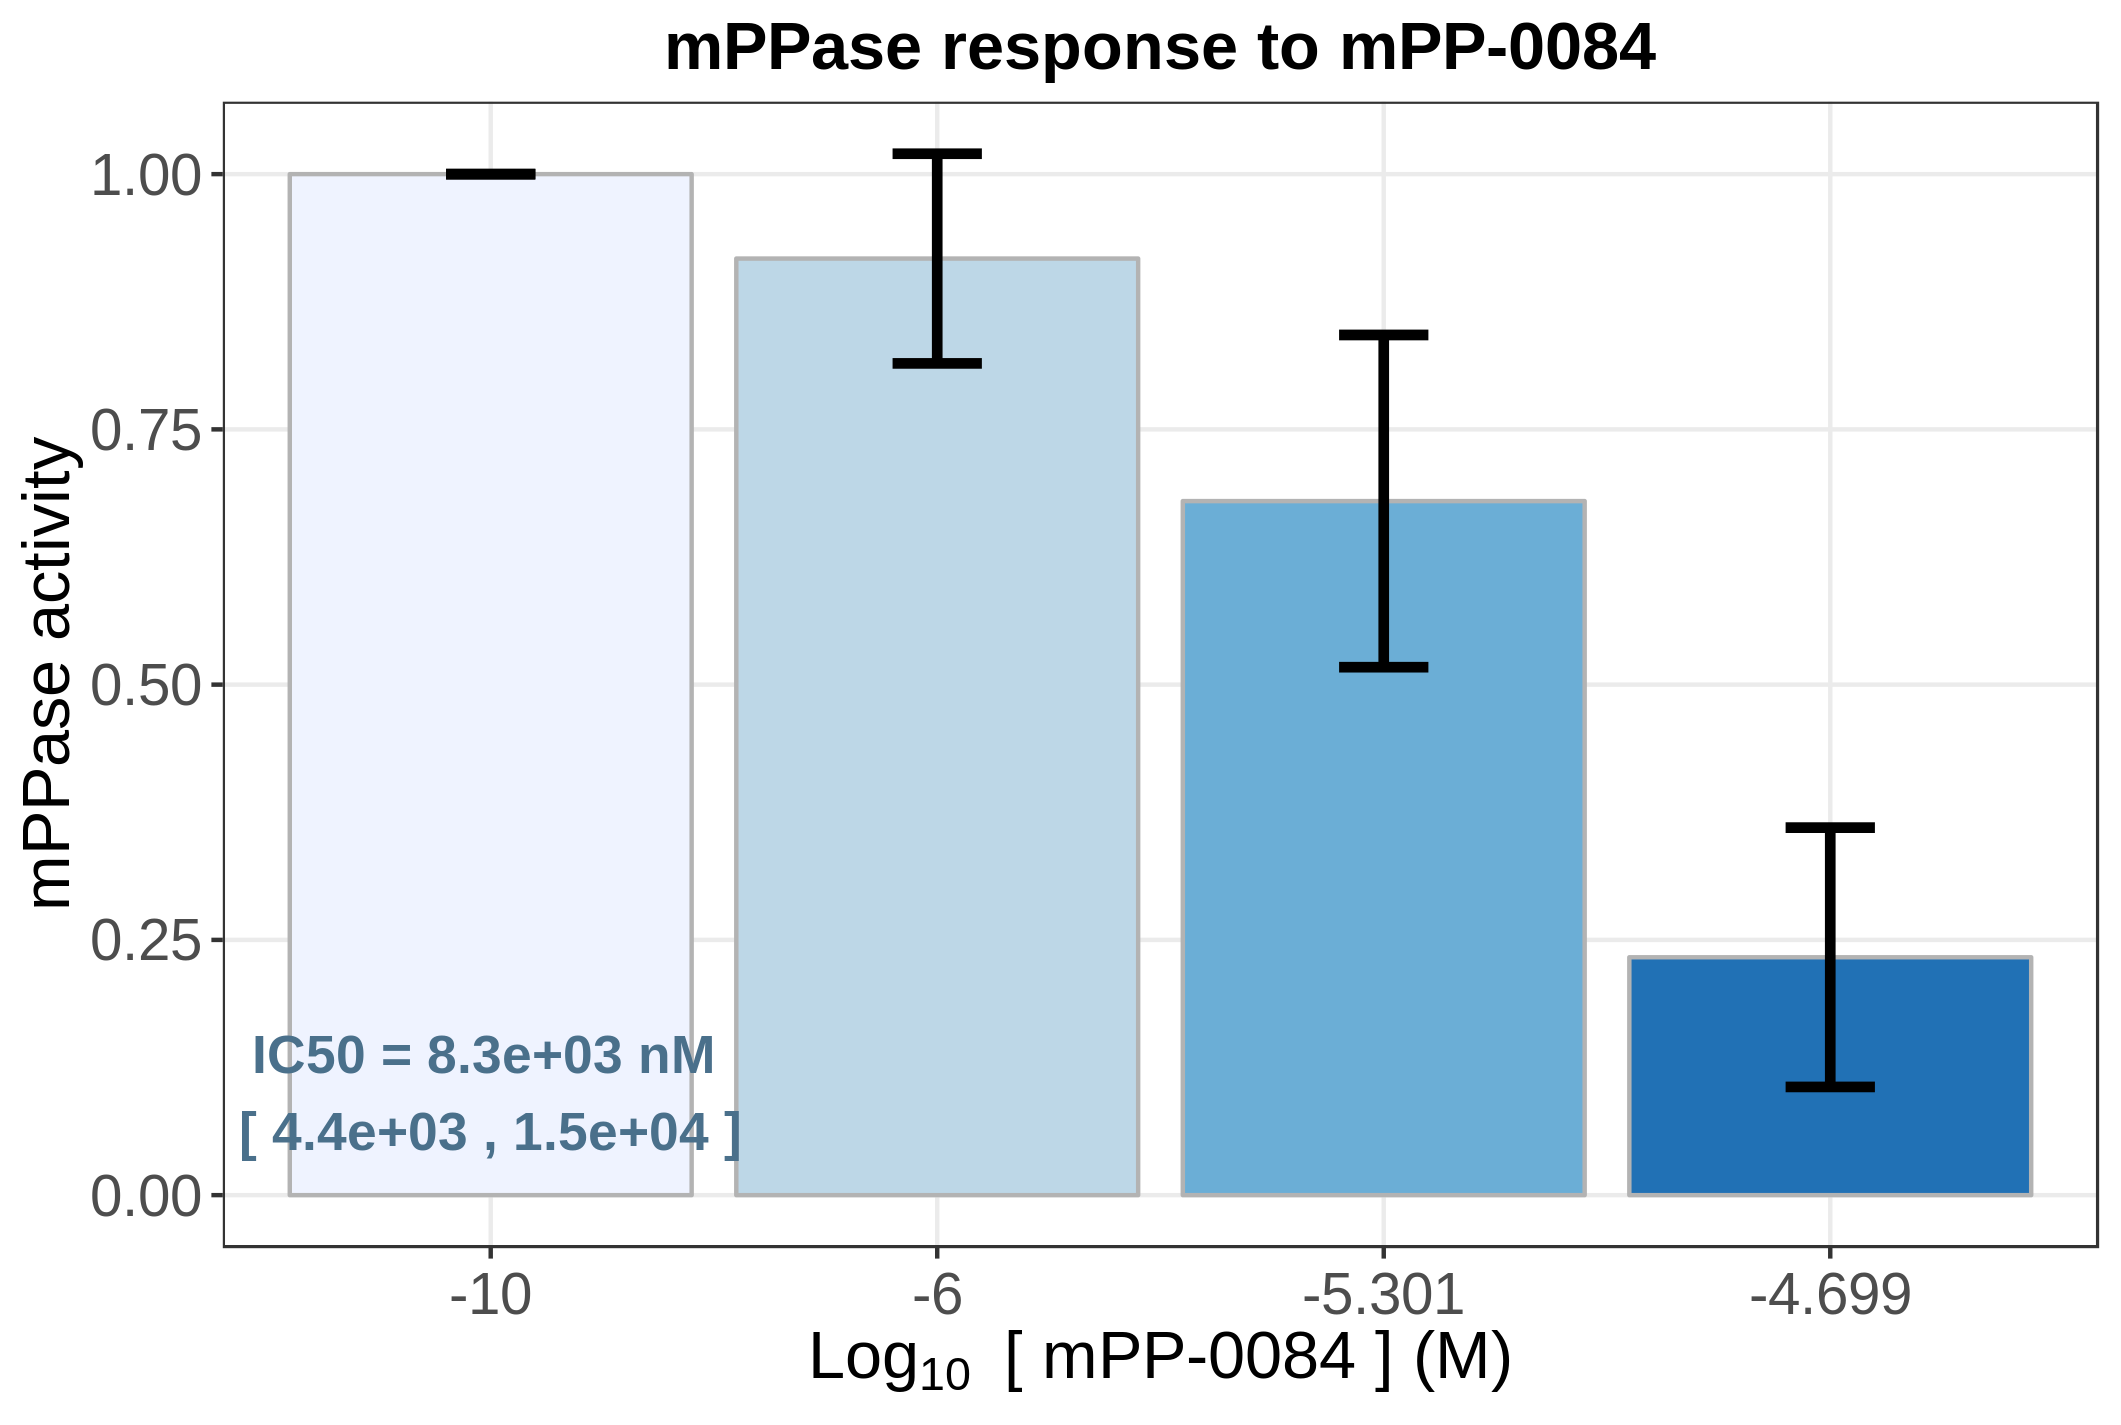 mPPase response to mPP-0084
mPPase activity
1.00
0.75
0.50
0.25
0.00
IC50 = 8.3e+03 nM
[ 4.4e+03 , 1.5e+04 ]
-10
-6
-5.301
-4.699
Log10 [ mPP-0084 ] (M)